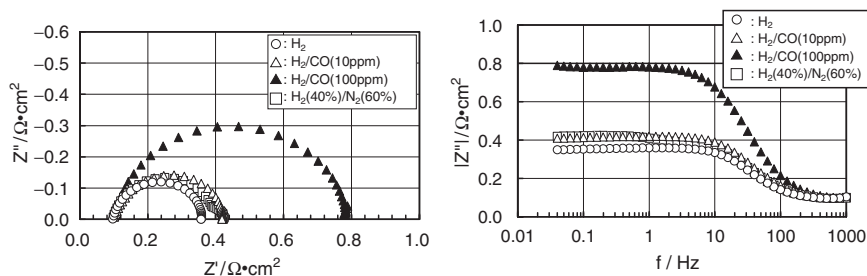 −0.6
−0.5
−0.4
−0.3
−0.2
−0.1
0.0
Z''/Ω•cm²
0.0 0.2 0.4 0.6 0.8 1.0
Z'/Ω•cm²
○: H₂
△: H₂/CO(10ppm)
▲: H₂/CO(100ppm)
□: H₂(40%)/N₂(60%)
1.0
0.8
0.6
0.4
0.2
0.0
|Z''|/Ω•cm²
0.01 0.1 1 10 100 1000
f / Hz
○: H₂
△: H₂/CO(10ppm)
▲: H₂/CO(100ppm)
□: H₂(40%)/N₂(60%)